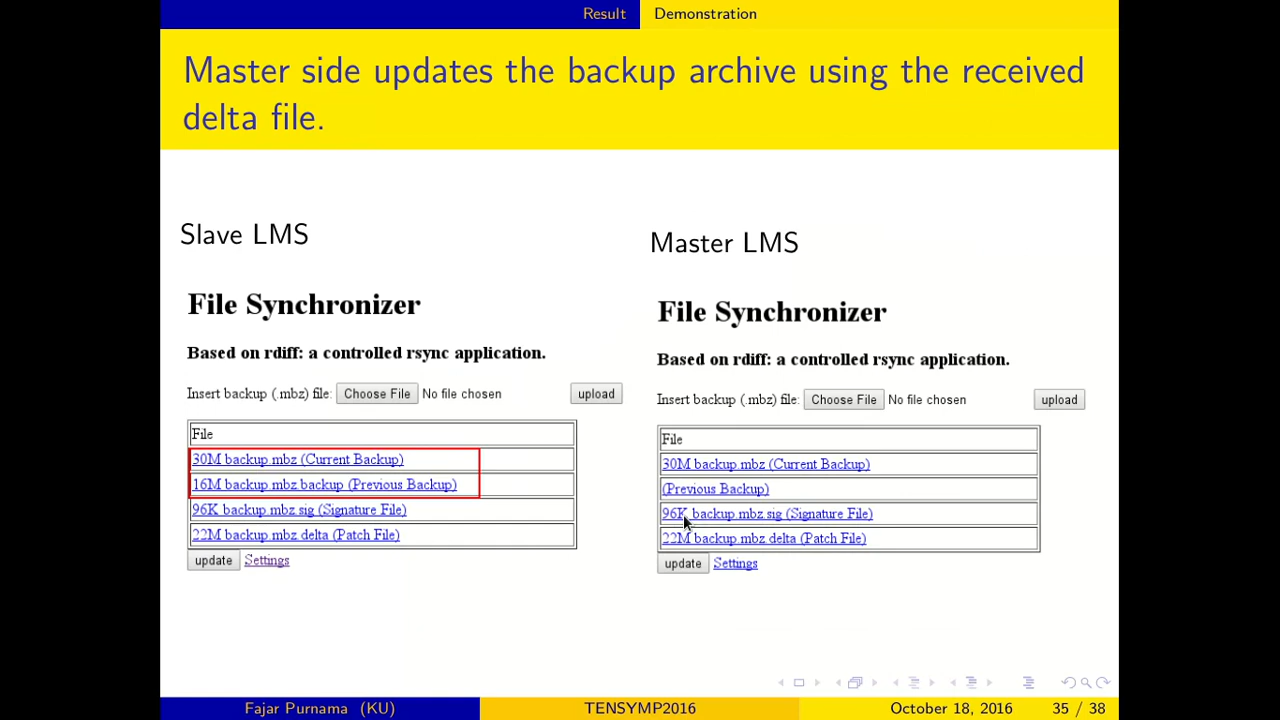 Result Demonstration
Master side updates the backup archive using the received
delta file.
Slave LMS
File Synchronizer
Based on rdiff: a controlled rsync application.
Insert backup (.mbz) file: Choose File No file chosen upload
File
30M backup.mbz (Current Backup)
16M backup.mbz backup (Previous Backup)
96K backup.mbz.sig (Signature File)
22M backup.mbz delta (Patch File)
update Settings
Master LMS
File Synchronizer
Based on rdiff: a controlled rsync application.
Insert backup (.mbz) file: Choose File No file chosen upload
File
30M backup.mbz (Current Backup)
(Previous Backup)
96K backup.mbz.sig (Signature File)
22M backup.mbz delta (Patch File)
update Settings
Fajar Purnama (KU) TENSYMP2016 October 18, 2016 35 / 38